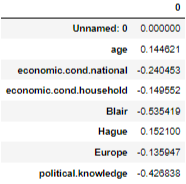 0
Unnamed: 0 0.000000
age 0.144621
economic.cond.national -0.240453
economic.cond.household -0.149552
Blair -0.535419
Hague 0.152100
Europe -0.135947
political.knowledge -0.426838